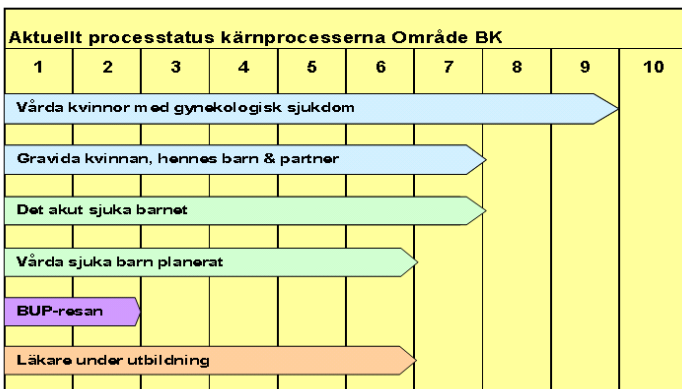 Aktuellt processtatus kärnprocesserna Område BK
1 2 3 4 5 6 7 8 9 10
Vårda kvinnor med gynekologisk sjukdom
Gravida kvinnan, hennes barn & partner
Det akut sjuka barnet
Vårda sjuka barn planerat
BUP-resan
Läkare under utbildning